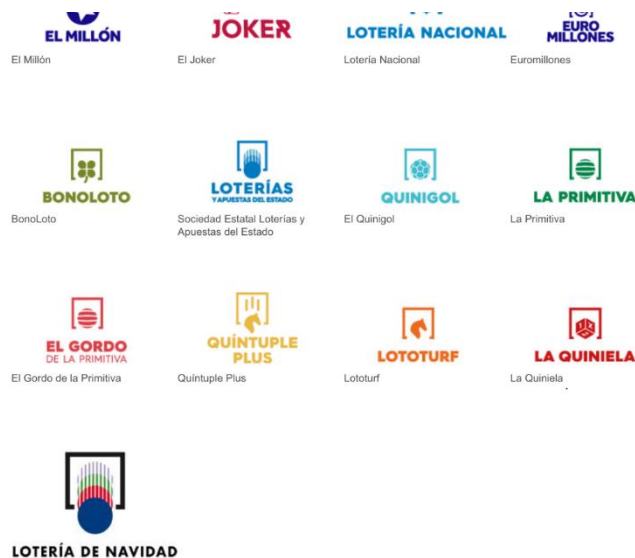 EL MILLÓN
JOKER
LOTERÍA NACIONAL
EURO
MILLONES
El Millón
El Joker
Lotería Nacional
Euromillones
BONOLOTO
LOTERÍAS
Y APUESTAS DEL ESTADO
QUINIGOL
LA PRIMITIVA
BonoLoto
Sociedad Estatal Loterías y
Apuestas del Estado
El Quinigol
La Primitiva
EL GORDO
DE LA PRIMITIVA
QUÍNTUPLE
PLUS
LOTOTURF
LA QUINIELA
El Gordo de la Primitiva
Quíntuple Plus
Lototurf
La Quiniela
LOTERÍA DE NAVIDAD